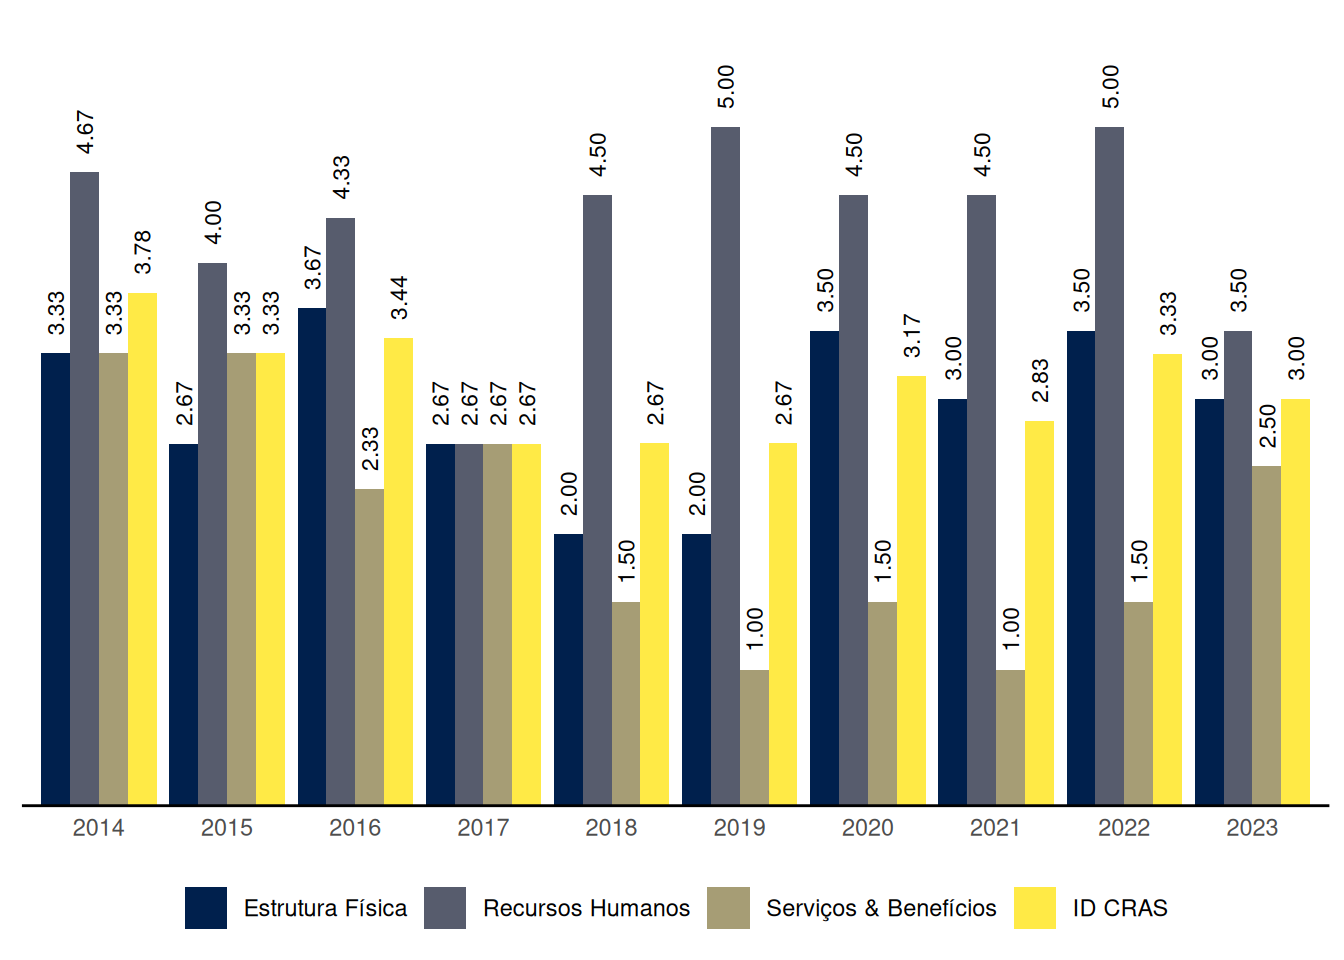 3.33 4.67 3.33 3.78
2.67 4.00 3.33 3.33
3.67 4.33 2.33 3.44
2.67 2.67 2.67 2.67
2.00 4.50 1.50 2.67
2.00 5.00 1.00 2.67
3.50 4.50 1.50 3.17
3.00 4.50 1.00 2.83
3.50 5.00 1.50 3.33
3.00 3.50 2.50 3.00
2014 2015 2016 2017 2018 2019 2020 2021 2022 2023
Estrutura Física Recursos Humanos Serviços & Benefícios ID CRAS